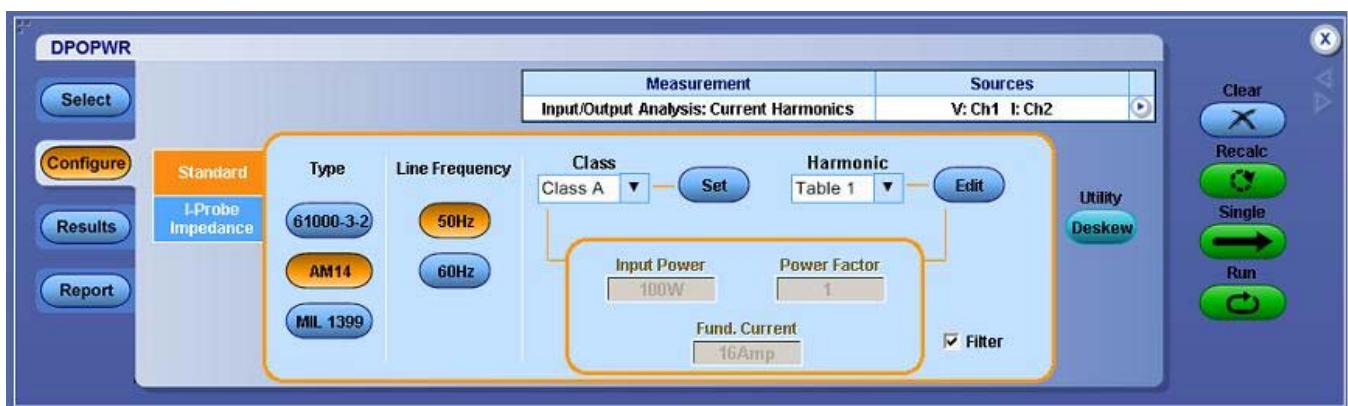 DPOPWR
Select
Configure
Results
Report
Measurement Sources
Input/Output Analysis: Current Harmonics V: Ch1 I: Ch2
Standard
I-Probe
Impedance
Type
61000-3-2
AM14
MIL 1399
Line Frequency
50Hz
60Hz
Class
Class A
Set
Harmonic
Table 1
Edit
Input Power
100W
Power Factor
1
Fund. Current
16Amp
Filter
Utility
Deskew
X
Clear
Recalc
Single
Run